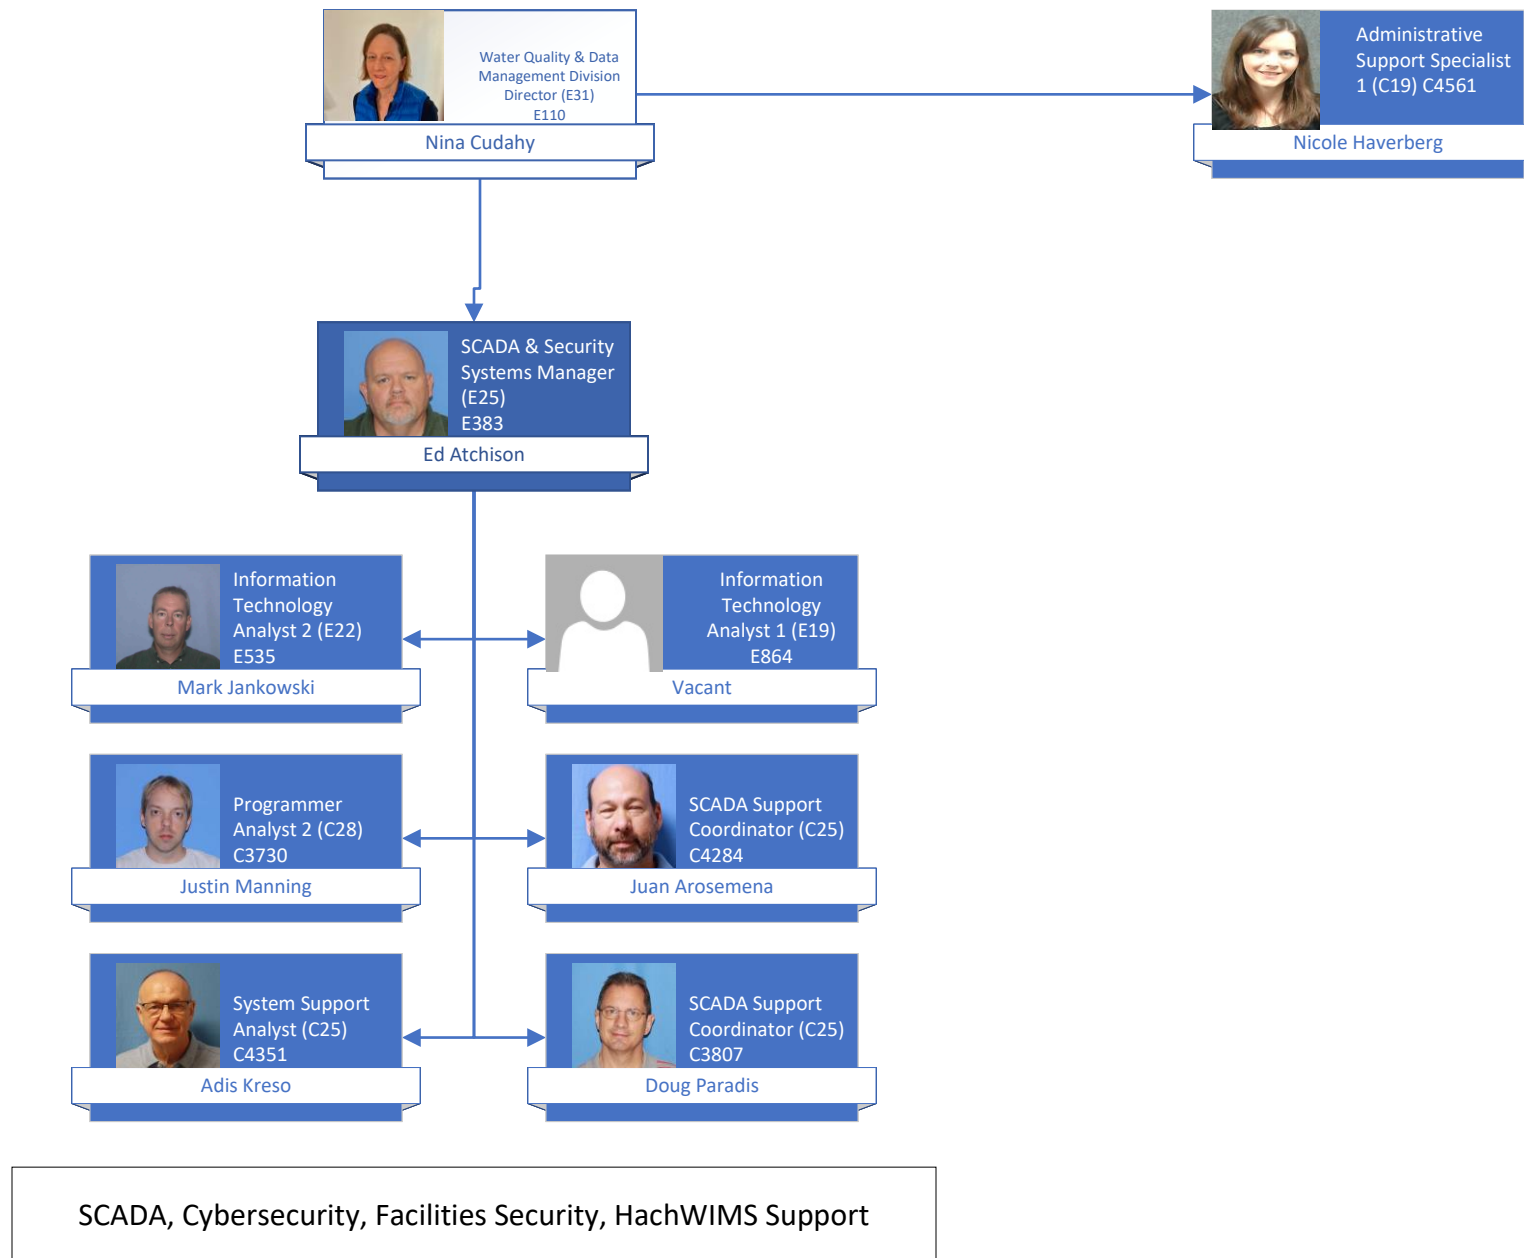 Water Quality & Data
Management Division
Director (E31)
E110
Nina Cudahy
Administrative
Support Specialist
1 (C19) C4561
Nicole Haverberg
SCADA & Security
Systems Manager
(E25)
E383
Ed Atchison
Information
Technology
Analyst 2 (E22)
E535
Mark Jankowski
Information
Technology
Analyst 1 (E19)
E864
Vacant
Programmer
Analyst 2 (C28)
C3730
Justin Manning
SCADA Support
Coordinator (C25)
C4284
Juan Arosemena
System Support
Analyst (C25)
C4351
Adis Kreso
SCADA Support
Coordinator (C25)
C3807
Doug Paradis
SCADA, Cybersecurity, Facilities Security, HachWIMS Support